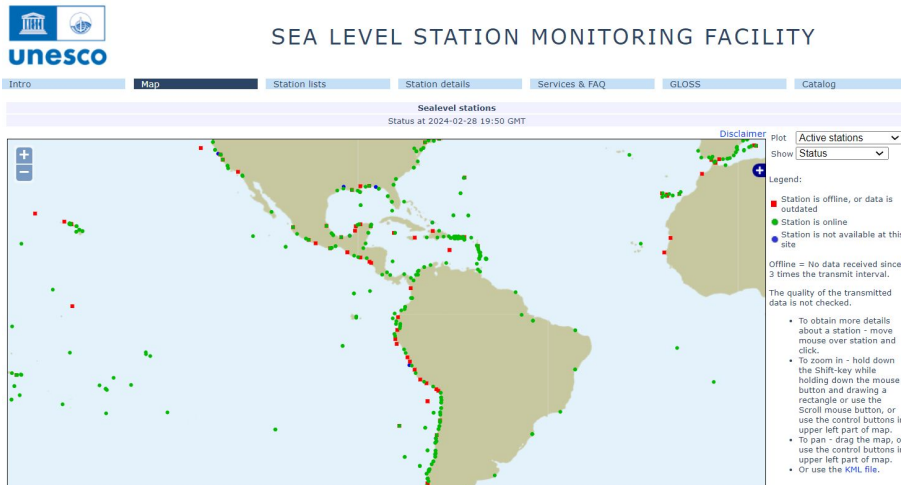 unesco
SEA LEVEL STATION MONITORING FACILITY
Intro
Map
Station lists
Station details
Services & FAQ
GLOSS
Catalog
Sealevel stations
Status at 2024-02-28 19:50 GMT
Disclaimer
Plot Active stations
Show Status
Legend:
Station is offline, or data is
outdated
Station is online
Station is not available at this
site
Offline = No data received since
3 times the transmit interval.
The quality of the transmitted
data is not checked.
To obtain more details
about a station - move
mouse over station and
click.
To zoom in - hold down
the Shift-key while
holding down the mouse
button and drawing a
rectangle or use the
Scroll mouse button, or
use the control buttons in
upper left part of map.
To pan - drag the map, o
use the control buttons in
upper left part of map.
Or use the KML file.